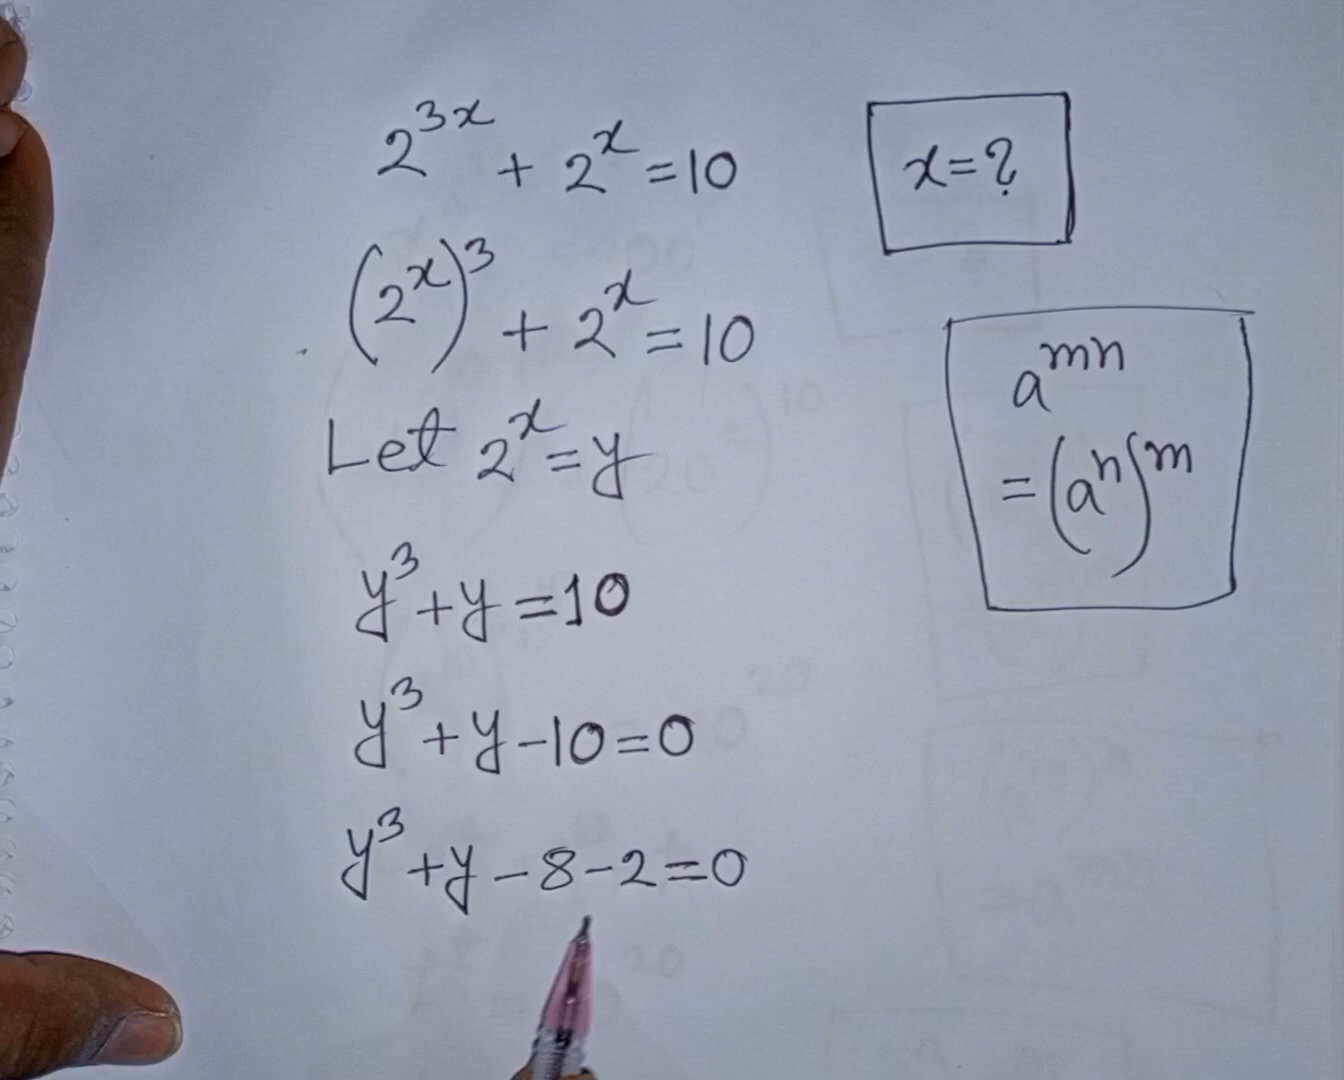 2^{3x} + 2^x = 10
x = ?
(2^x)^3 + 2^x = 10
Let 2^x = y
y^3 + y = 10
y^3 + y - 10 = 0
y^3 + y - 8 - 2 = 0
a^{mn}
= (a^n)^m